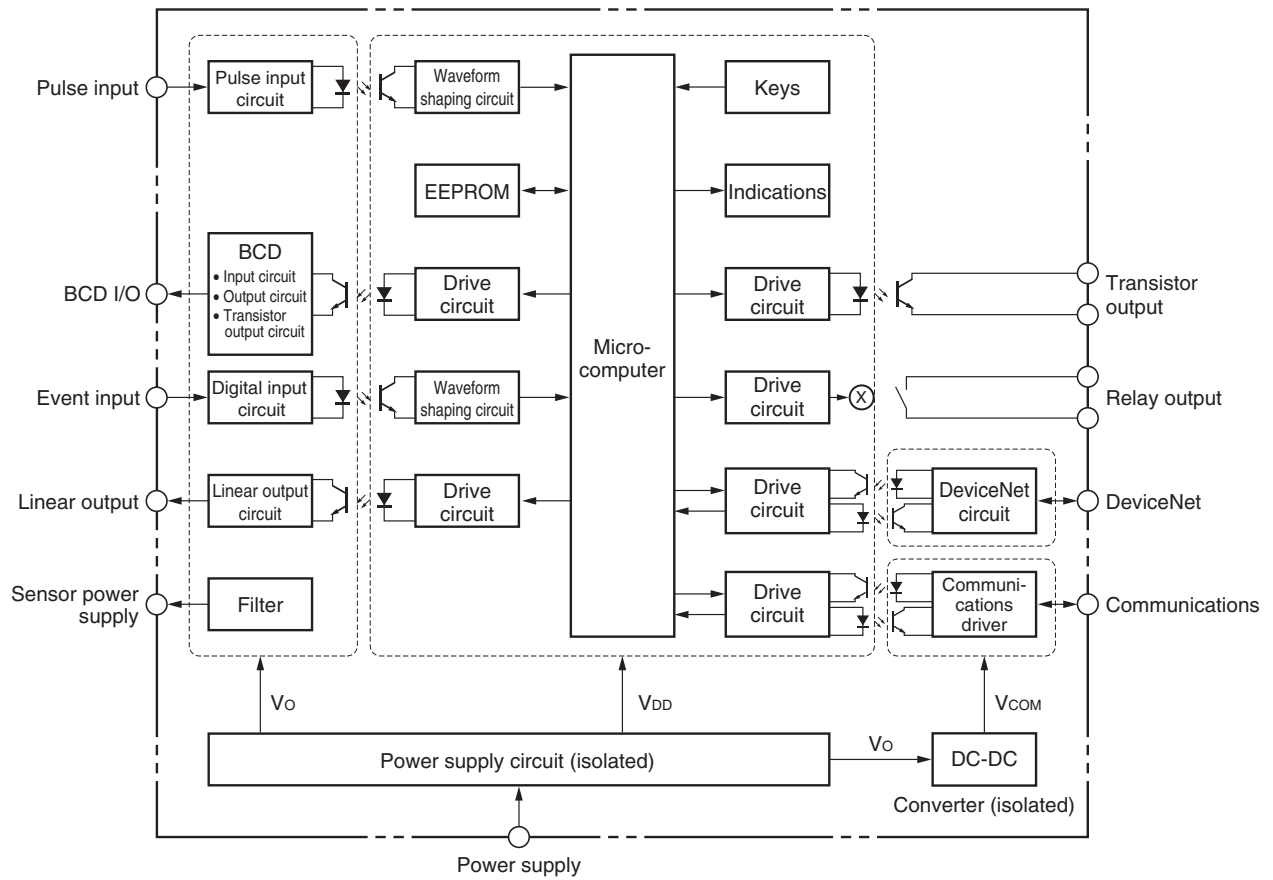 Pulse input
Pulse input
circuit
Waveform
shaping circuit
Keys
EEPROM
Indications
BCD I/O
BCD
• Input circuit
• Output circuit
• Transistor
output circuit
Drive
circuit
Micro-
computer
Drive
circuit
Transistor
output
Event input
Digital input
circuit
Waveform
shaping circuit
Drive
circuit
X
Relay output
Linear output
Linear output
circuit
Drive
circuit
Drive
circuit
DeviceNet
circuit
DeviceNet
Sensor power
supply
Filter
Drive
circuit
Communi-
cations
driver
Communications
VO
VDD
VCOM
Power supply circuit (isolated)
VO
DC-DC
Converter (isolated)
Power supply